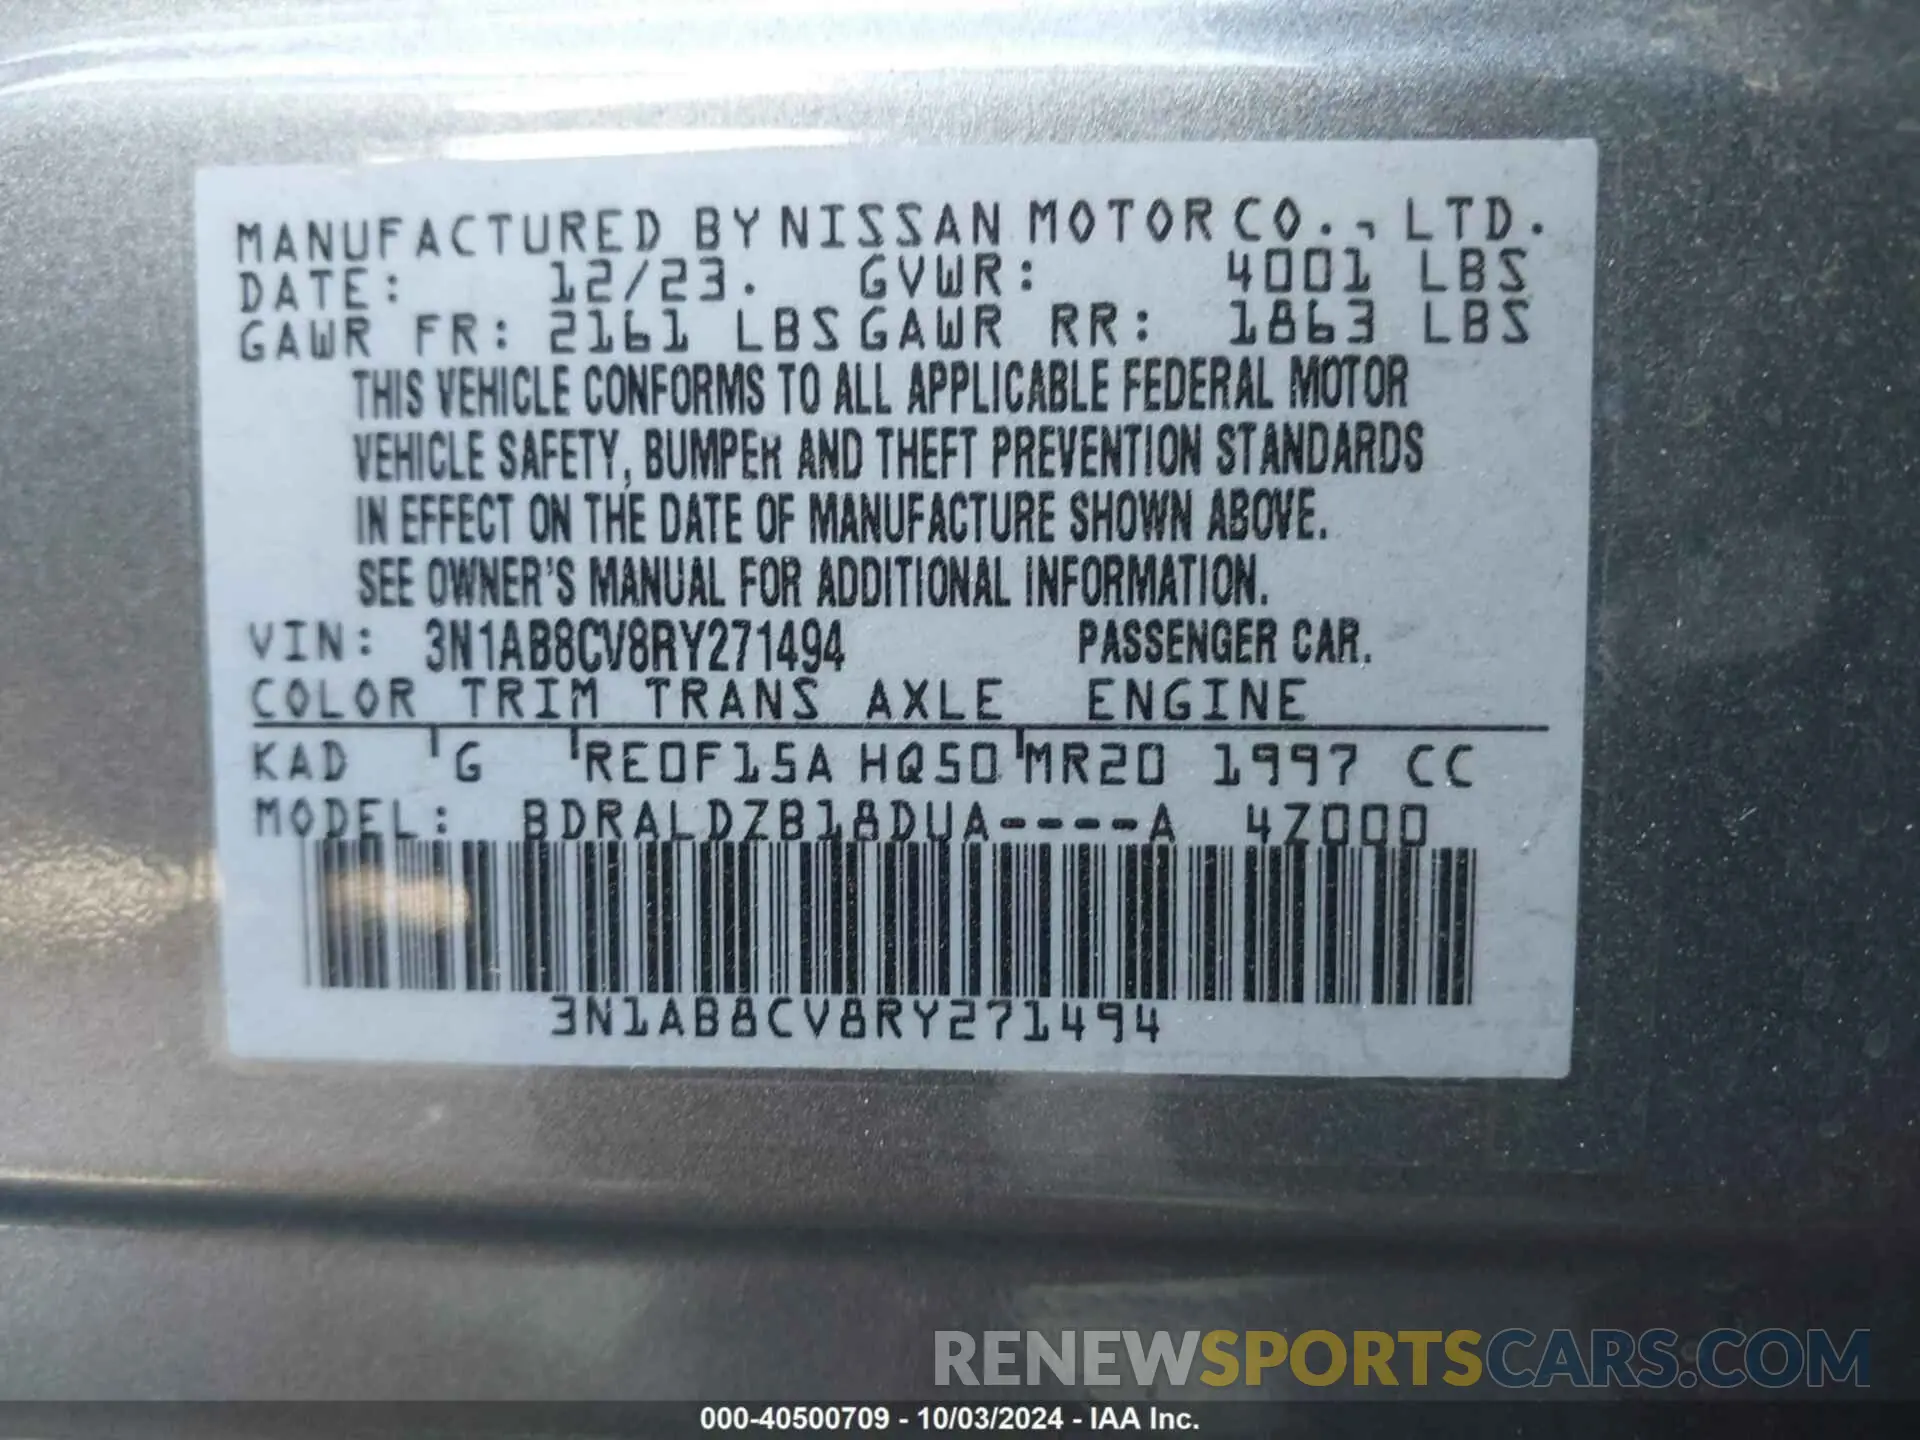 MANUFACTURED BY NISSAN MOTOR CO., LTD.
DATE: 12/23. GVWR: 4001 LBS
GAWR FR: 2161 LBS GAWR RR: 1863 LBS
THIS VEHICLE CONFORMS TO ALL APPLICABLE FEDERAL MOTOR
VEHICLE SAFETY, BUMPER AND THEFT PREVENTION STANDARDS
IN EFFECT ON THE DATE OF MANUFACTURE SHOWN ABOVE.
SEE OWNER'S MANUAL FOR ADDITIONAL INFORMATION.
VIN: 3N1AB8CV8RY271494 PASSENGER CAR.
COLOR TRIM TRANS AXLE ENGINE
KAD G RE0F15A HQ50 MR20 1997 CC
MODEL: BDRALDZB18DUA----A 4Z000
3N1AB8CV8RY271494
RENEWSPORTSCARS.COM
000-40500709 - 10/03/2024 - IAA Inc.